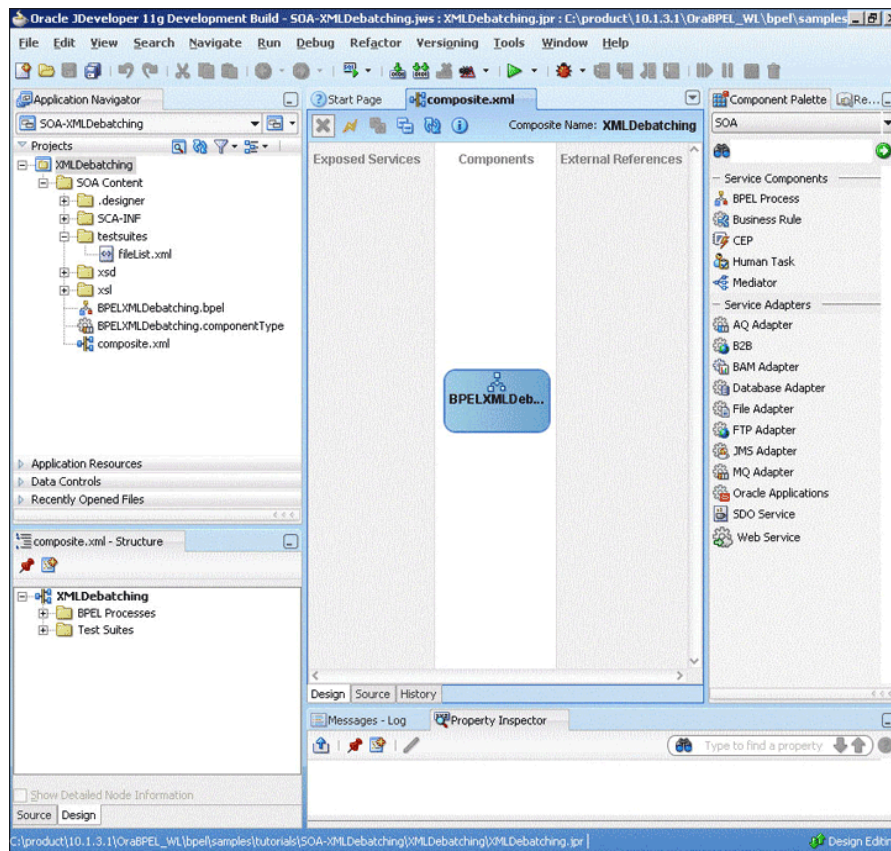 Oracle JDeveloper 11g Development Build - SOA-XMLDebatching.jws : XMLDebatching.jpr : C:\product\10.1.3.1\OraBPEL_WL\bpel\samples
File Edit View Search Navigate Run Debug Refactor Versioning Tools Window Help
Application Navigator
SOA-XMLDebatching
Projects
XMLDebatching
SOA Content
.designer
SCA-INF
testsuites
fileList.xml
xsd
xsl
BPELXMLDebatching.bpel
BPELXMLDebatching.componentType
composite.xml
Application Resources
Data Controls
Recently Opened Files
composite.xml - Structure
XMLDebatching
BPEL Processes
Test Suites
Show Detailed Node Information
Source Design
Start Page composite.xml
Composite Name: XMLDebatching
Exposed Services Components External References
BPELXMLDeb...
Design Source History
Messages - Log Property Inspector
Type to find a property
Component Palette Re...
SOA
Service Components
BPEL Process
Business Rule
CEP
Human Task
Mediator
Service Adapters
AQ Adapter
B2B
BAM Adapter
Database Adapter
File Adapter
FTP Adapter
JMS Adapter
MQ Adapter
Oracle Applications
SDO Service
Web Service
C:\product\10.1.3.1\OraBPEL_WL\bpel\samples\tutorials\SOA-XMLDebatching\XMLDebatching\XMLDebatching.jpr
Design Editin